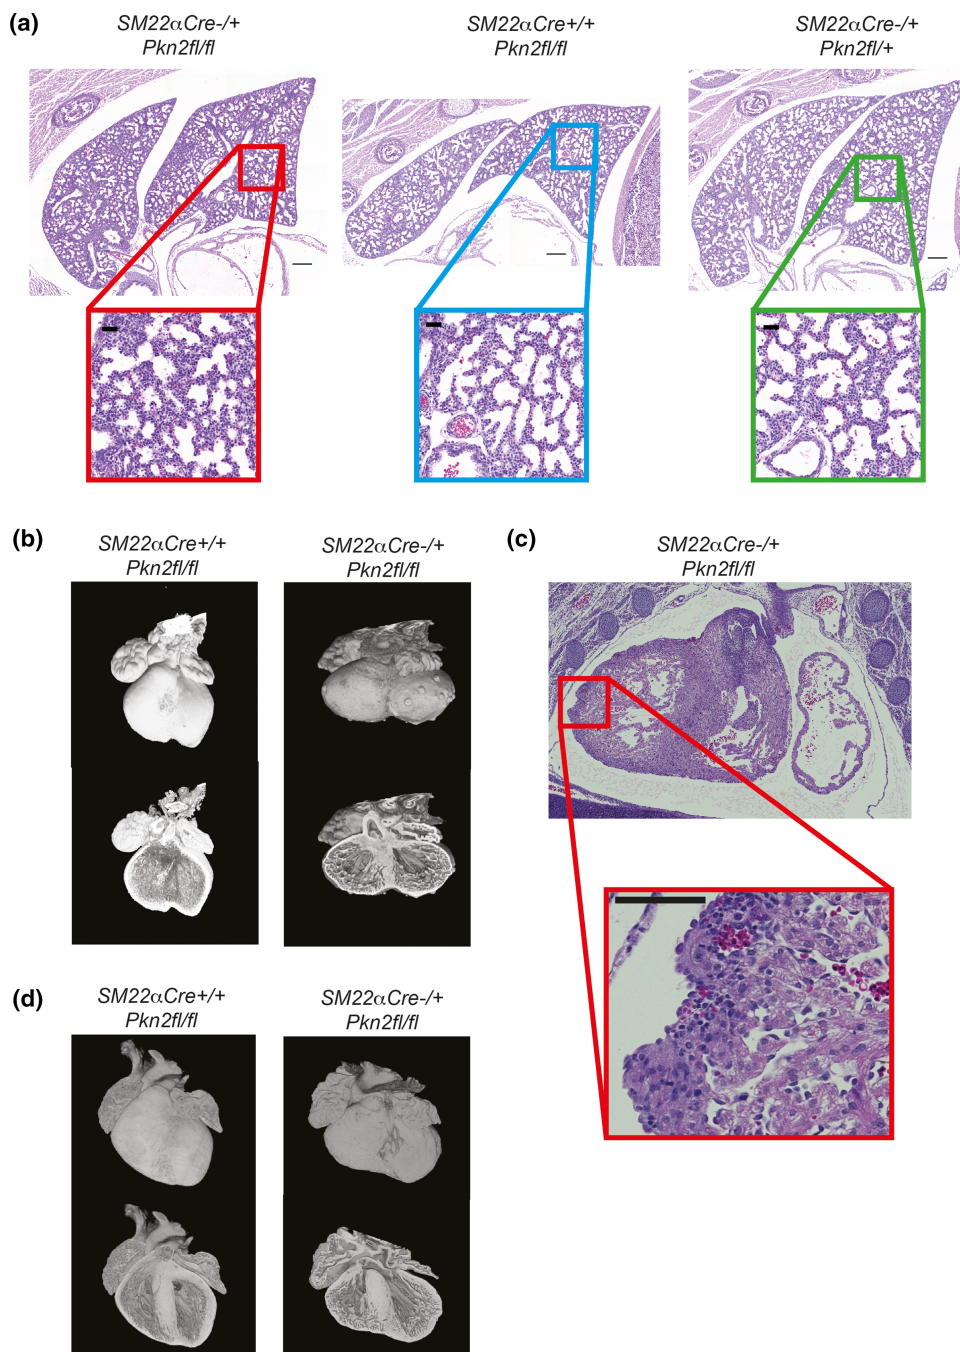 (a)
SM22αCre-/+
Pkn2fl/fl
SM22αCre+/+
Pkn2fl/fl
SM22αCre-/+
Pkn2fl/+
(b)
SM22αCre+/+
Pkn2fl/fl
SM22αCre-/+
Pkn2fl/fl
(c)
SM22αCre-/+
Pkn2fl/fl
(d)
SM22αCre+/+
Pkn2fl/fl
SM22αCre-/+
Pkn2fl/fl